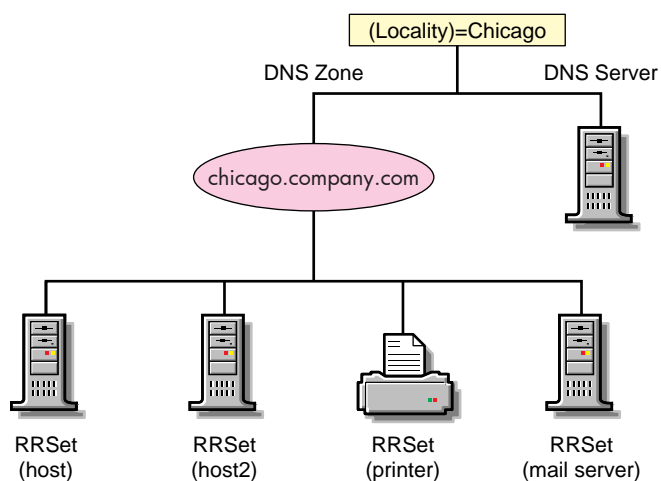 (Locality)=Chicago
DNS Zone
DNS Server
chicago.company.com
RRSet
(host)
RRSet
(host2)
RRSet
(printer)
RRSet
(mail server)